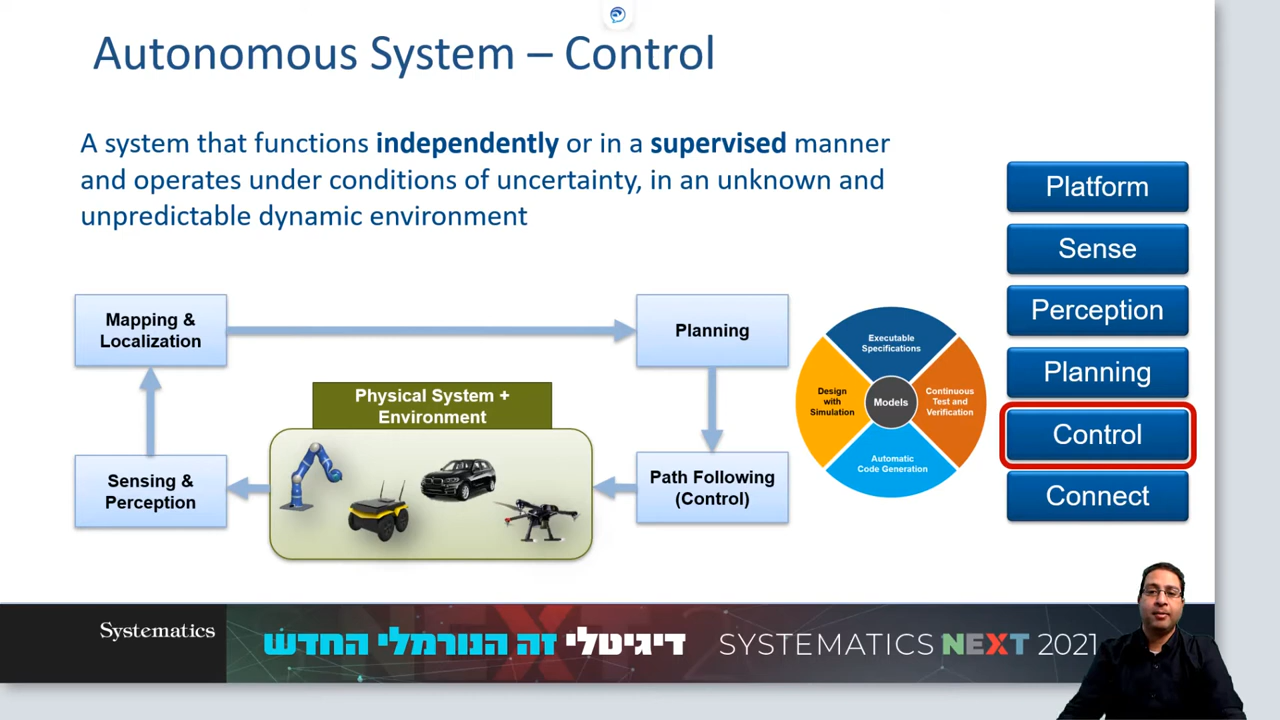 Autonomous System – Control
A system that functions independently or in a supervised manner
and operates under conditions of uncertainty, in an unknown and
unpredictable dynamic environment
Mapping &
Localization
Planning
Physical System +
Environment
Sensing &
Perception
Path Following
(Control)
Executable
Specifications
Design
with
Simulation
Models
Continuous
Test and
Verification
Automatic
Code Generation
Platform
Sense
Perception
Planning
Control
Connect
Systematics
דיגיטלי זה הנורמלי החדש
SYSTEMATICS NEXT 2021